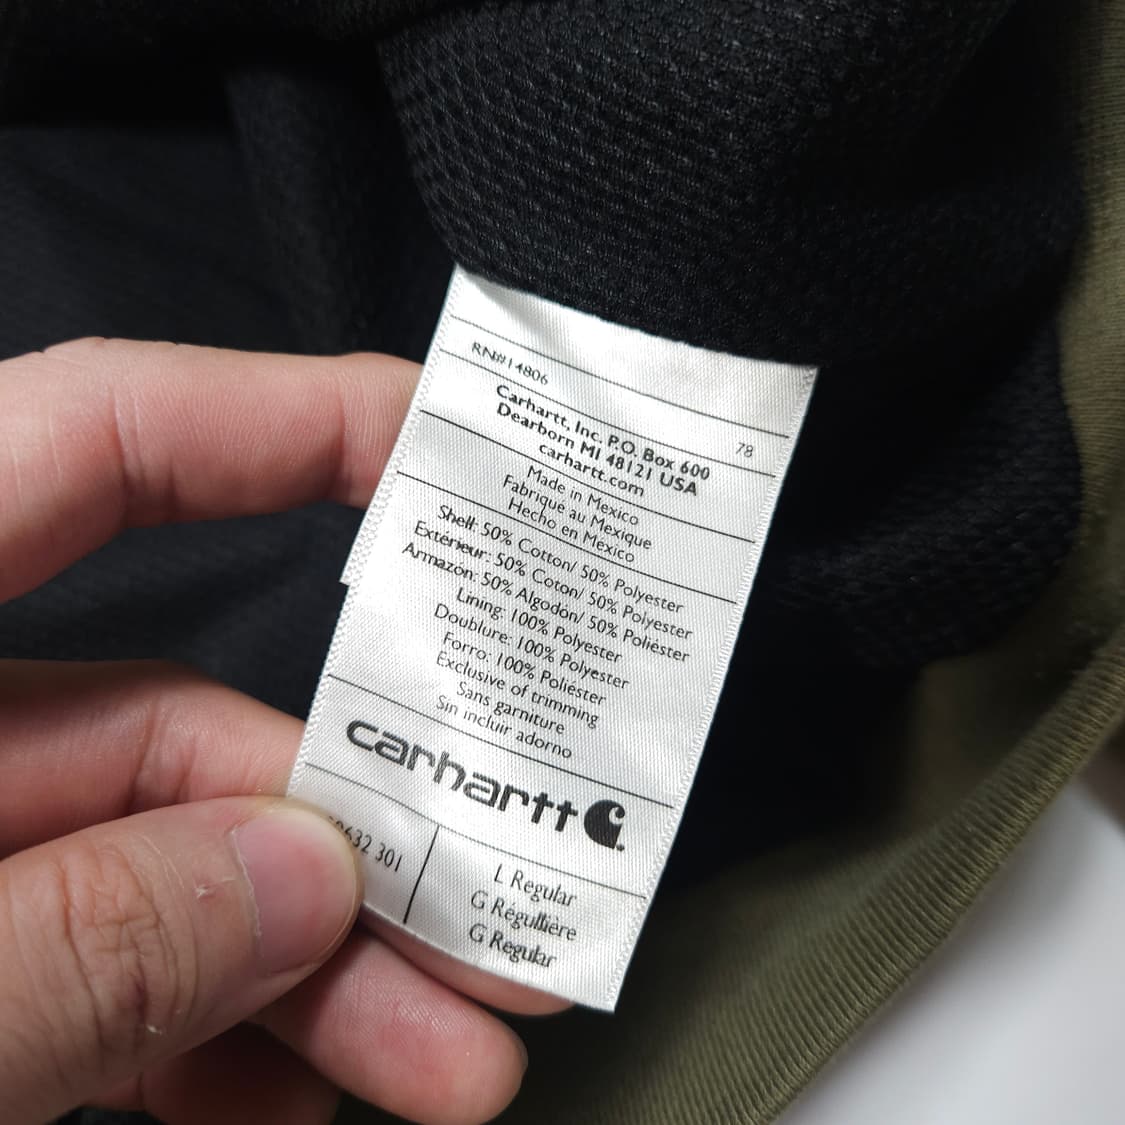 RN#14806
78
Carhartt, Inc. P.O. Box 600
Dearborn MI 48121 USA
carhartt.com
Made in Mexico
Fabriqué au Mexique
Hecho en México
Shell: 50% Cotton/ 50% Polyester
Extérieur: 50% Coton/ 50% Polyester
Armazón: 50% Algodón/ 50% Poliéster
Lining: 100% Polyester
Doublure: 100% Polyester
Forro: 100% Poliéster
Exclusive of trimming
Sans garniture
Sin incluir adorno
carhartt
301
L Regular
G Régulière
G Regular